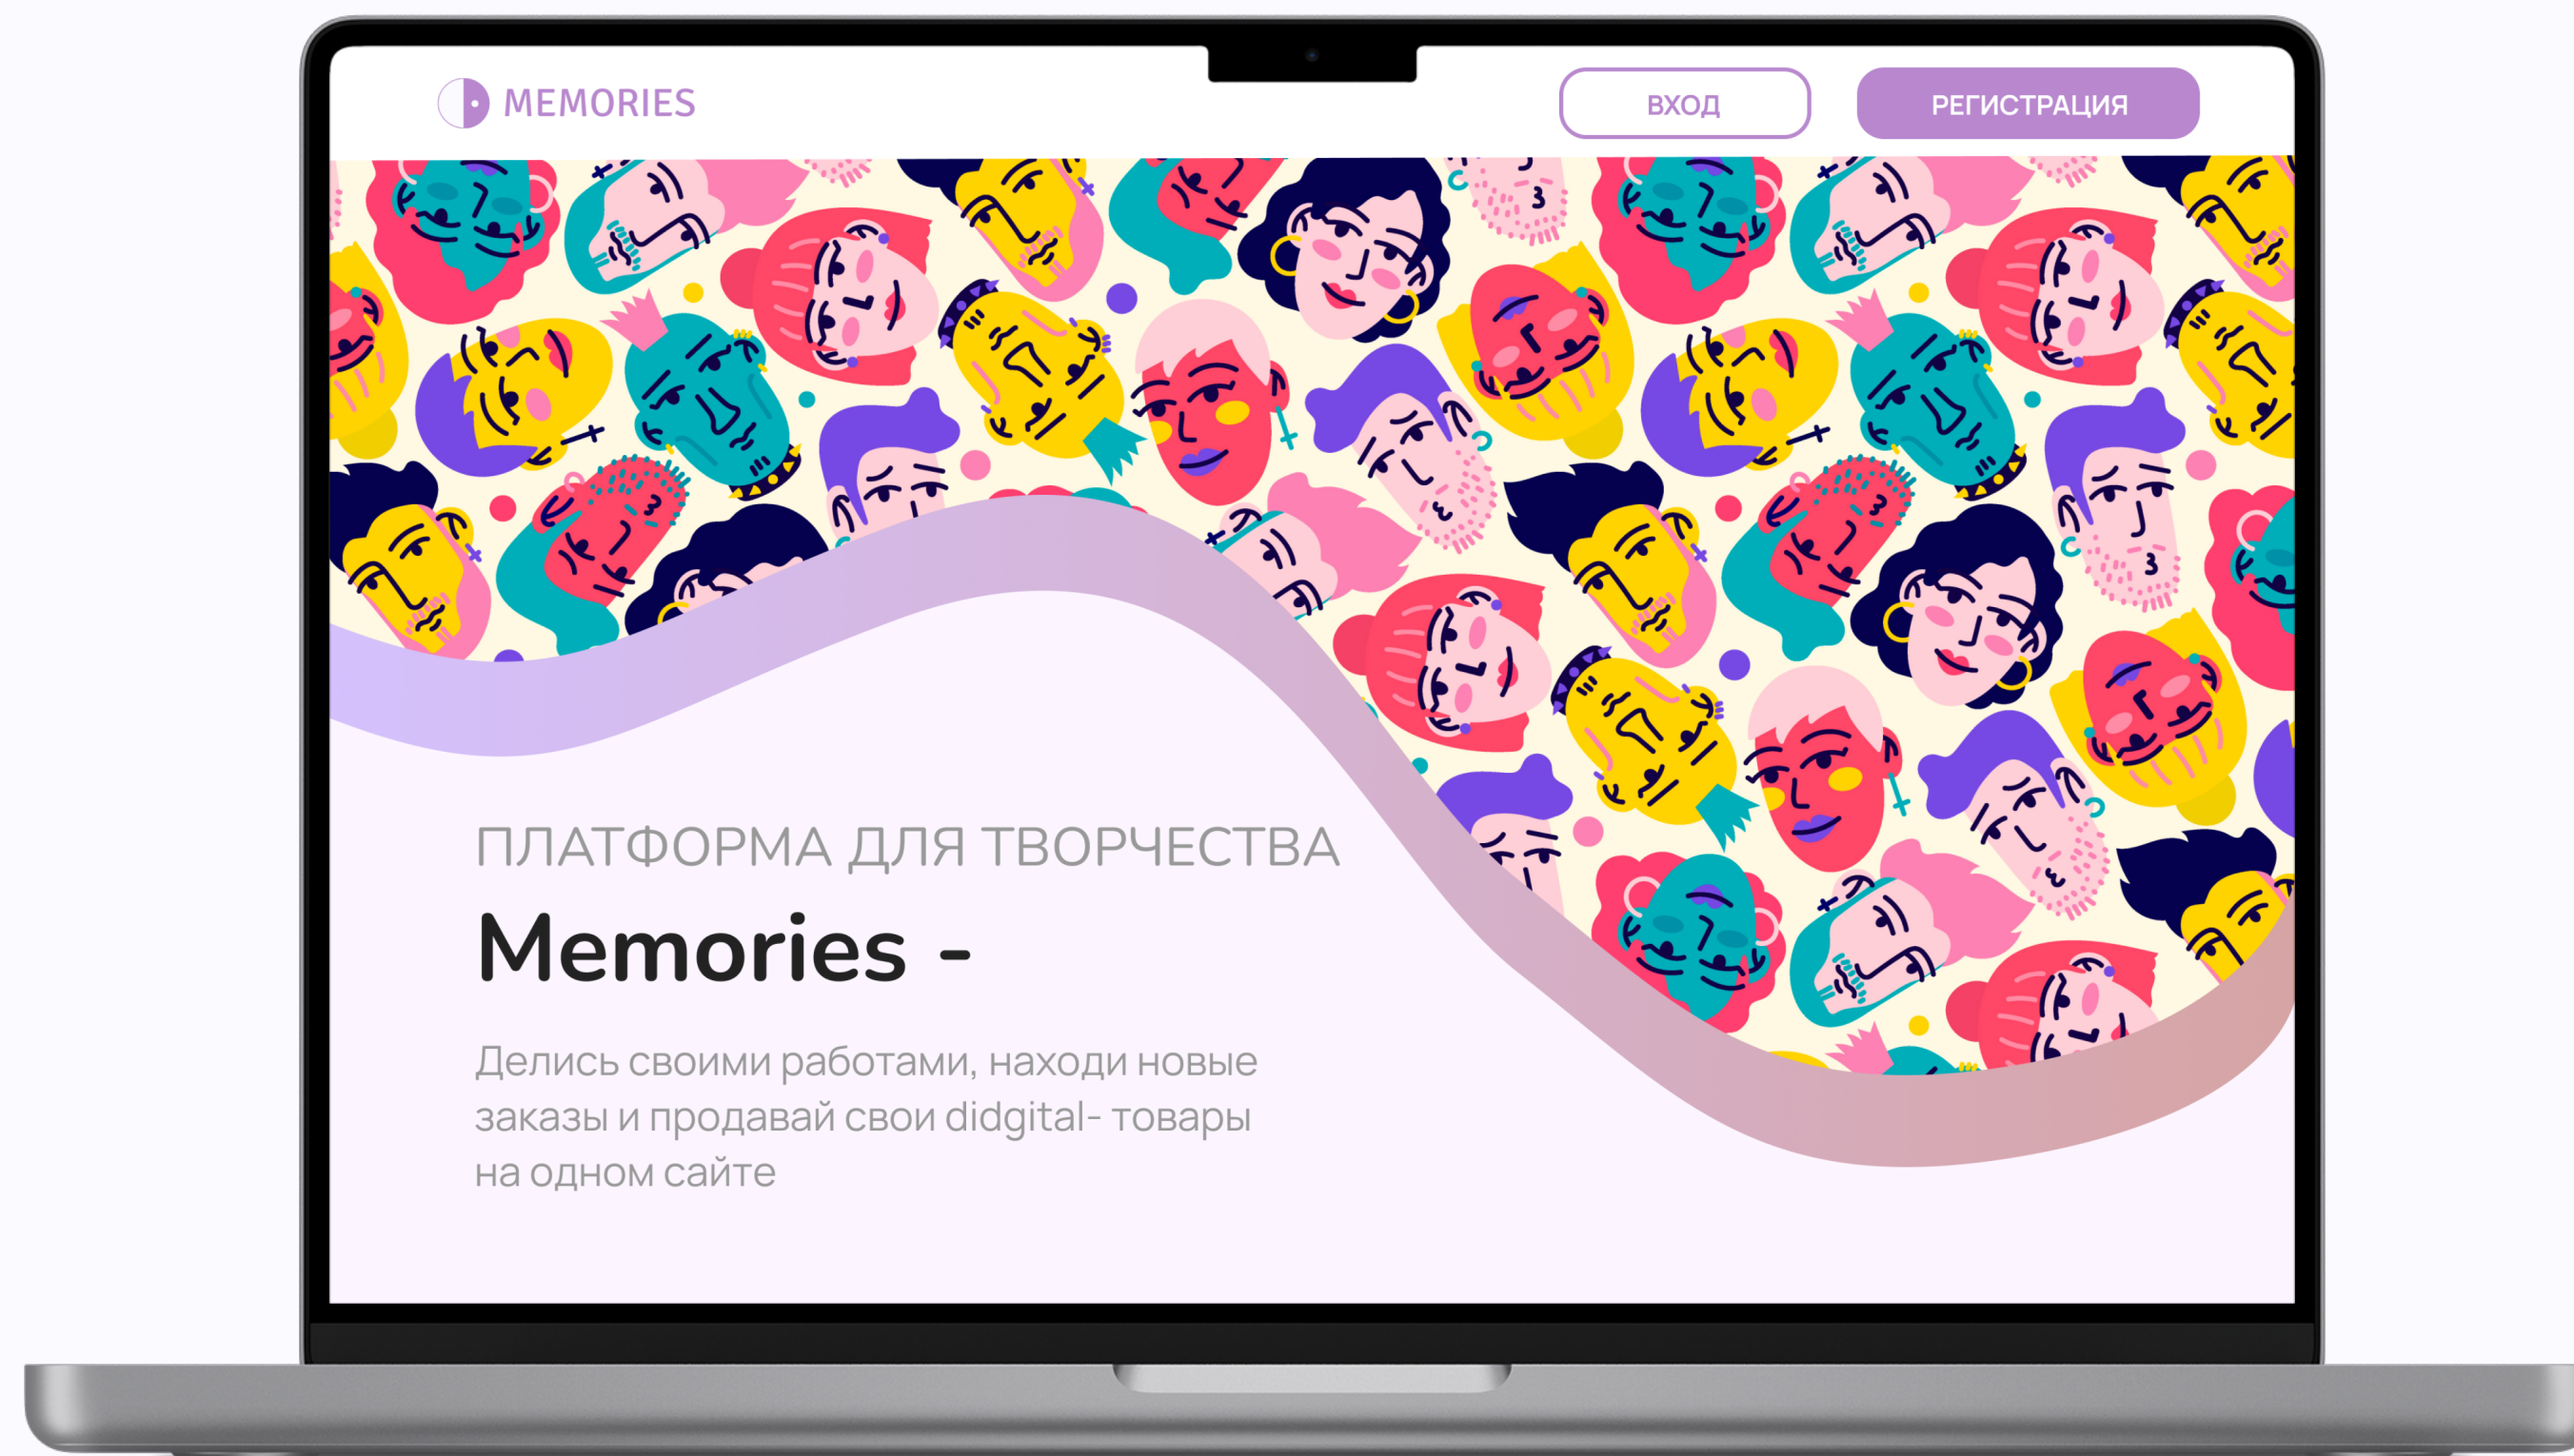 MEMORIES
ВХОД
РЕГИСТРАЦИЯ
ПЛАТФОРМА ДЛЯ ТВОРЧЕСТВА
Memories -
Делись своими работами, находи новые
заказы и продавай свои didgital- товары
на одном сайте